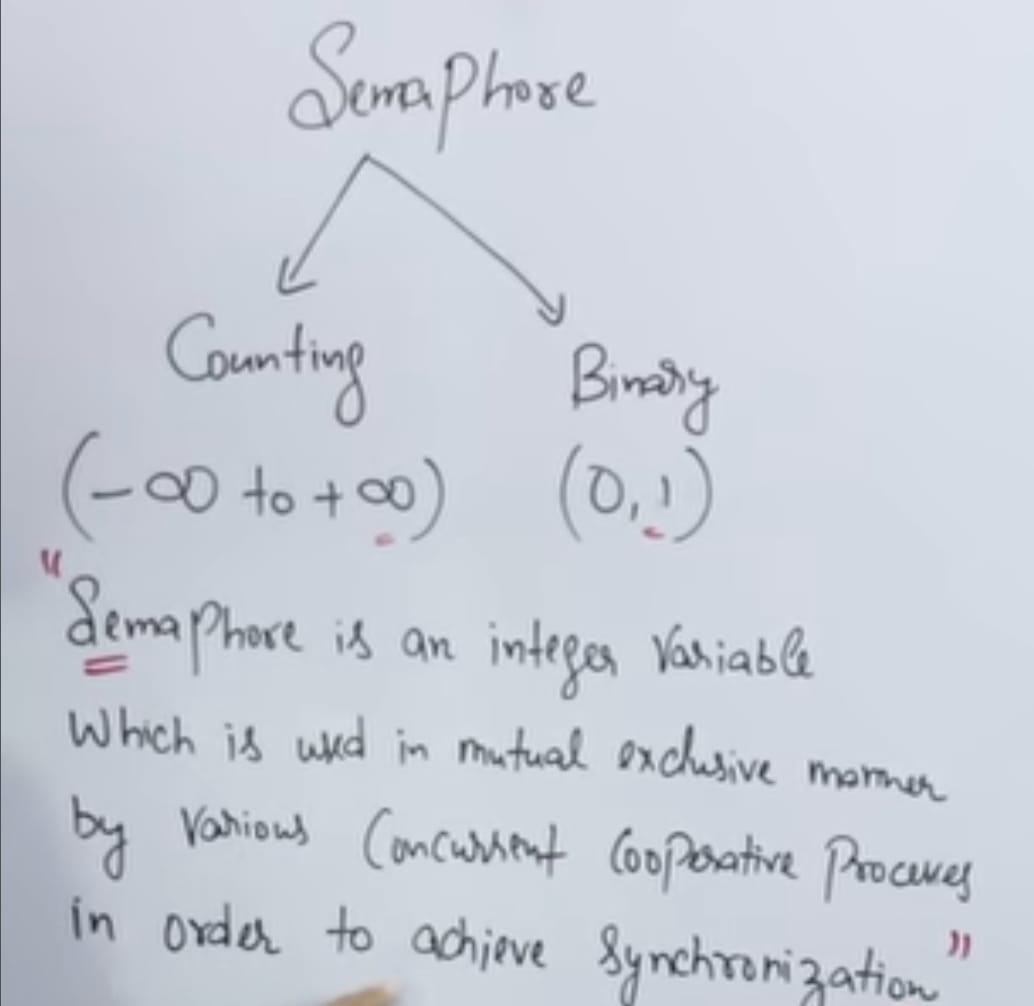 Semaphore
Counting Binary
(-∞ to +∞) (0,1)
"Semaphore is an integer Variable
Which is used in mutual exclusive manner
by Various Concurrent Cooperative Processes
in order to achieve Synchronization"